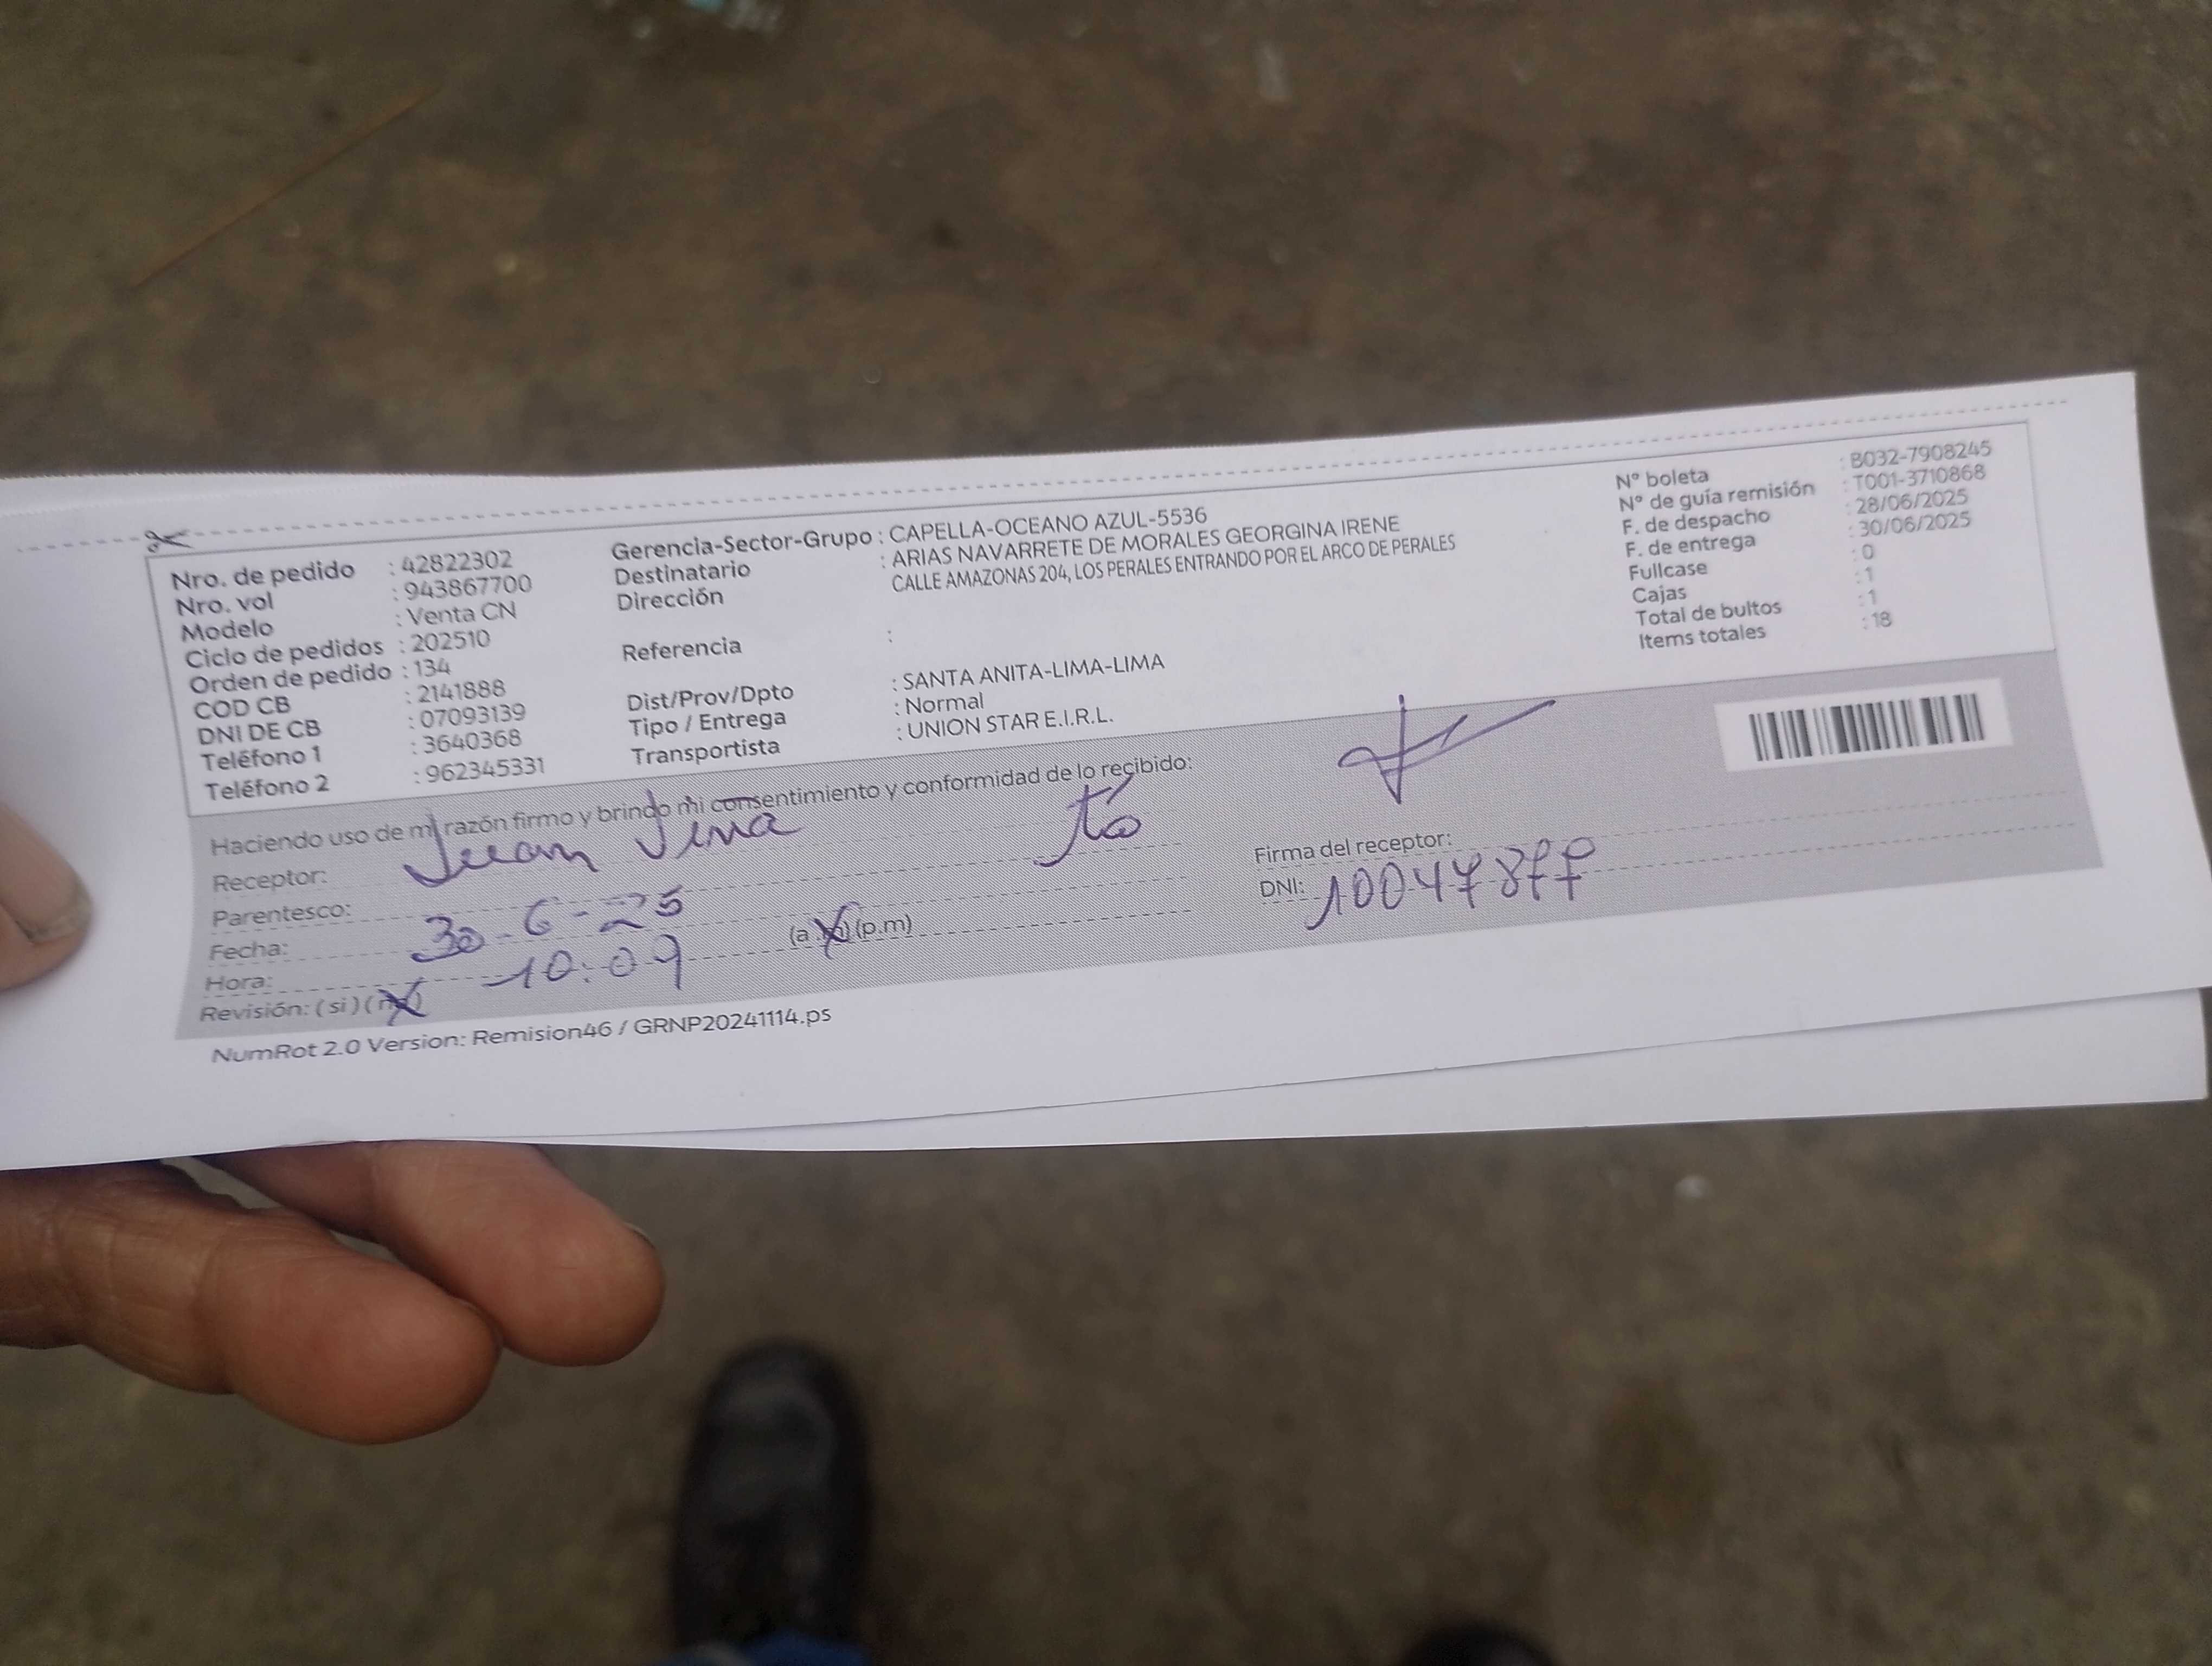 Nro. de pedido : 42822302
Nro. vol : 943867700
Modelo : Venta CN
Ciclo de pedidos : 202510
Orden de pedido : 134
COD CB : 2141888
DNI DE CB : 07093139
Teléfono 1 : 3640368
Teléfono 2 : 962345331
Gerencia-Sector-Grupo : CAPELLA-OCEANO AZUL-5536
Destinatario : ARIAS NAVARRETE DE MORALES GEORGINA IRENE
Dirección CALLE AMAZONAS 204, LOS PERALES ENTRANDO POR EL ARCO DE PERALES
Referencia :
Dist/Prov/Dpto : SANTA ANITA-LIMA-LIMA
Tipo / Entrega : Normal
Transportista : UNION STAR E.I.R.L.
N° boleta : B032-7908245
N° de guía remisión : T001-3710868
F. de despacho : 28/06/2025
F. de entrega : 30/06/2025
Fullcase : 0
Cajas : 1
Total de bultos : 1
Items totales : 18
Haciendo uso de mi razón firmo y brindo mi consentimiento y conformidad de lo recibido:
Receptor: Juan
Parentesco:
Fecha: 30-6-25
Hora: 10:09 (a.m) (p.m)
Revisión: (si) (no)
Firma del receptor:
DNI: 10047
NumRot 2.0 Version: Remision46 / GRNP20241114.ps